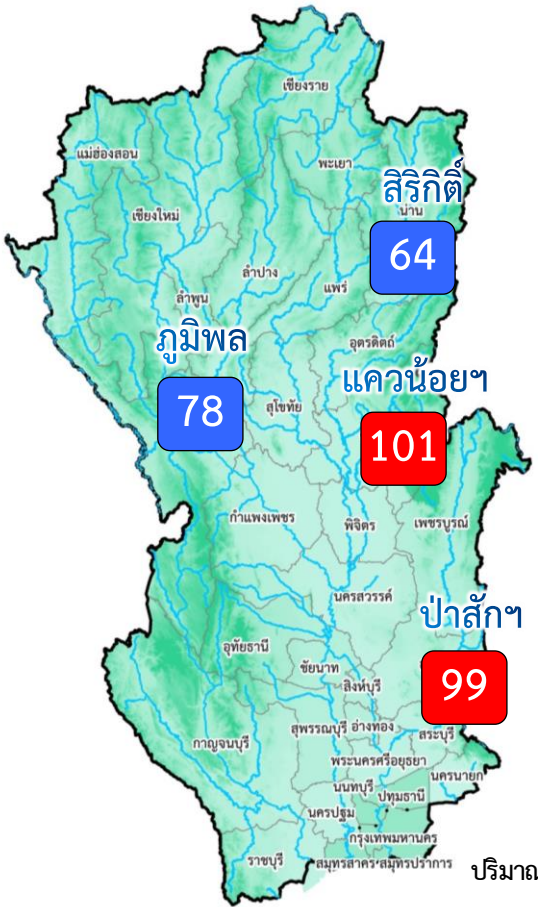 เชียงราย
แม่ฮ่องสอน
พะเยา
สิริกิติ์
น่าน
เชียงใหม่
64
ลำปาง
แพร่
ลำพูน
ภูมิพล
อุตรดิตถ์
แควน้อยฯ
78
สุโขทัย
101
กำแพงเพชร
พิจิตร
เพชรบูรณ์
นครสวรรค์
ป่าสักฯ
อุทัยธานี
ชัยนาท
สิงห์บุรี
99
สุพรรณบุรี อ่างทอง
สระบุรี
กาญจนบุรี
พระนครศรีอยุธยา
นครนายก
นนทบุรี
ปทุมธานี
นครปฐม
กรุงเทพมหานคร
ราชบุรี
สมุทรสาคร สมุทรปราการ
ปริมาณ